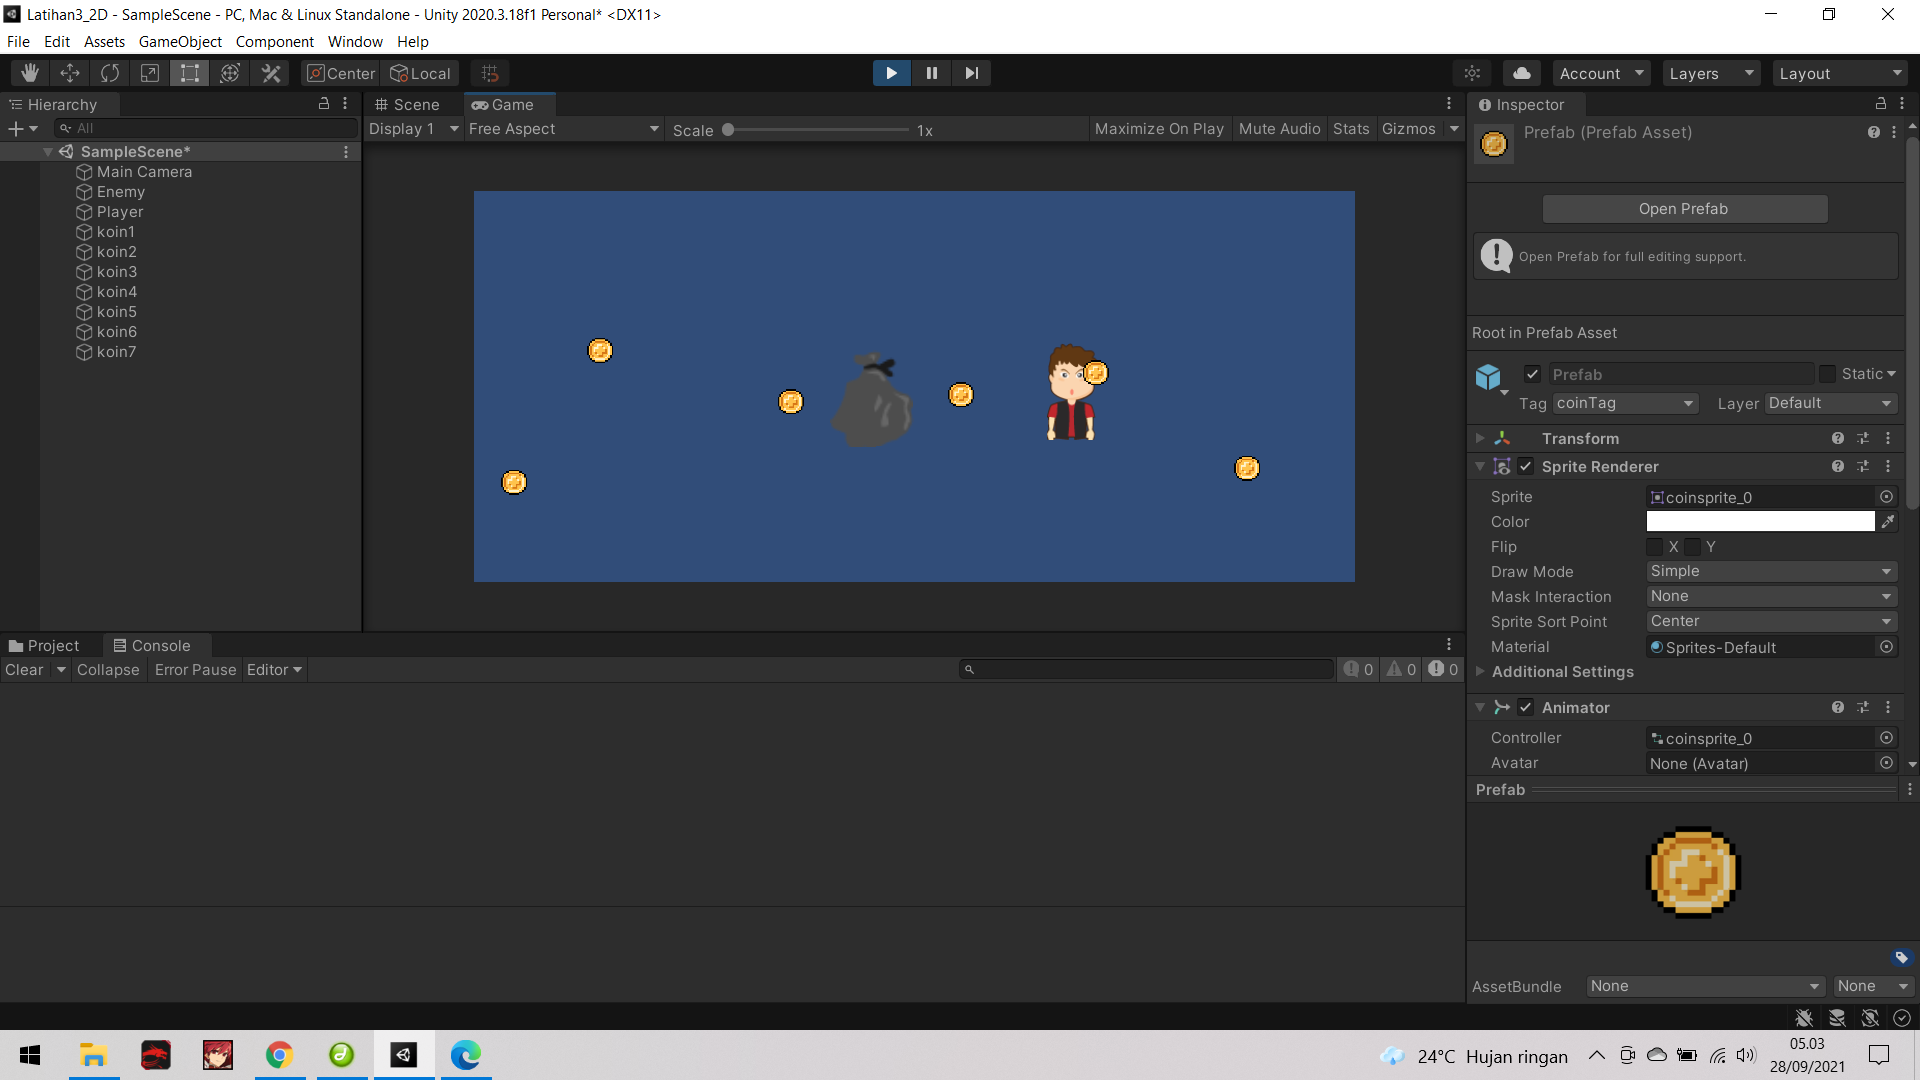 Latihan3_2D - SampleScene - PC, Mac & Linux Standalone - Unity 2020.3.18f1 Personal* <DX11>
File Edit Assets GameObject Component Window Help
Center Local Account Layers Layout
Hierarchy
All
SampleScene*
Main Camera
Enemy
Player
koin1
koin2
koin3
koin4
koin5
koin6
koin7
Scene Game
Display 1 Free Aspect Scale 1x Maximize On Play Mute Audio Stats Gizmos
Project Console
Clear Collapse Error Pause Editor 0 0 0
Inspector
Prefab (Prefab Asset)
Open Prefab
Open Prefab for full editing support.
Root in Prefab Asset
Prefab Static
Tag coinTag Layer Default
Transform
Sprite Renderer
Sprite coinsprite_0
Color
Flip X Y
Draw Mode Simple
Mask Interaction None
Sprite Sort Point Center
Material Sprites-Default
Additional Settings
Animator
Controller coinsprite_0
Avatar None (Avatar)
Prefab
AssetBundle None None
24°C Hujan ringan
05.03
28/09/2021